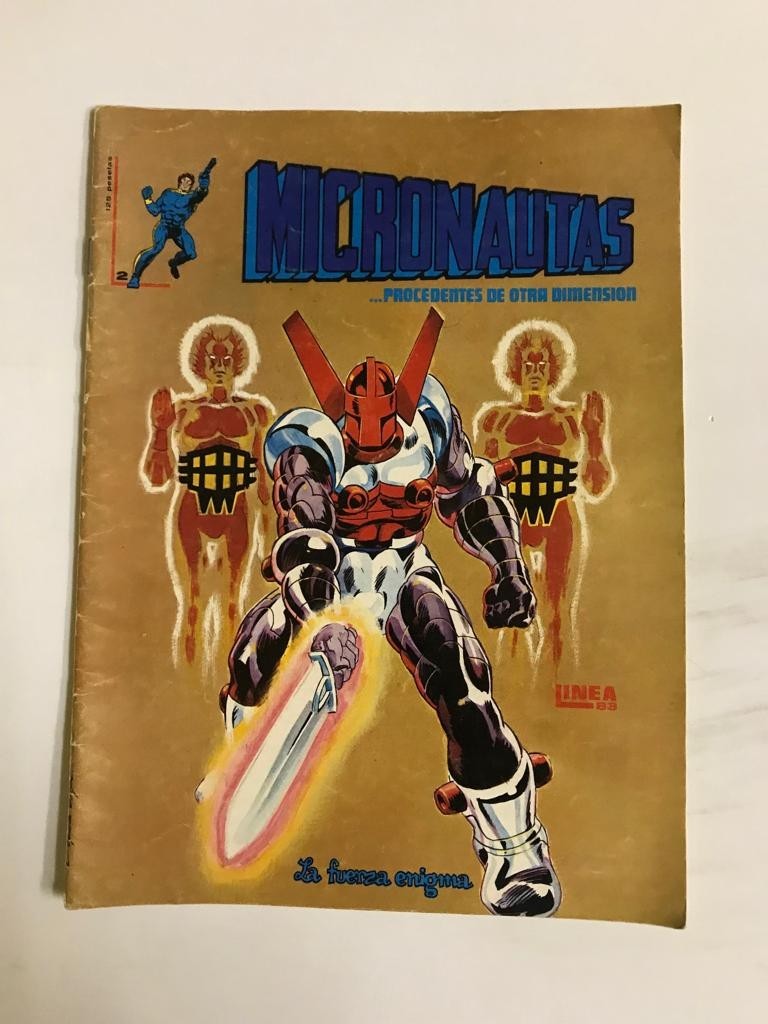 125 pesetas
2
MICRONAUTAS
...PROCEDENTES DE OTRA DIMENSION
LINEA
83
La fuerza enigma